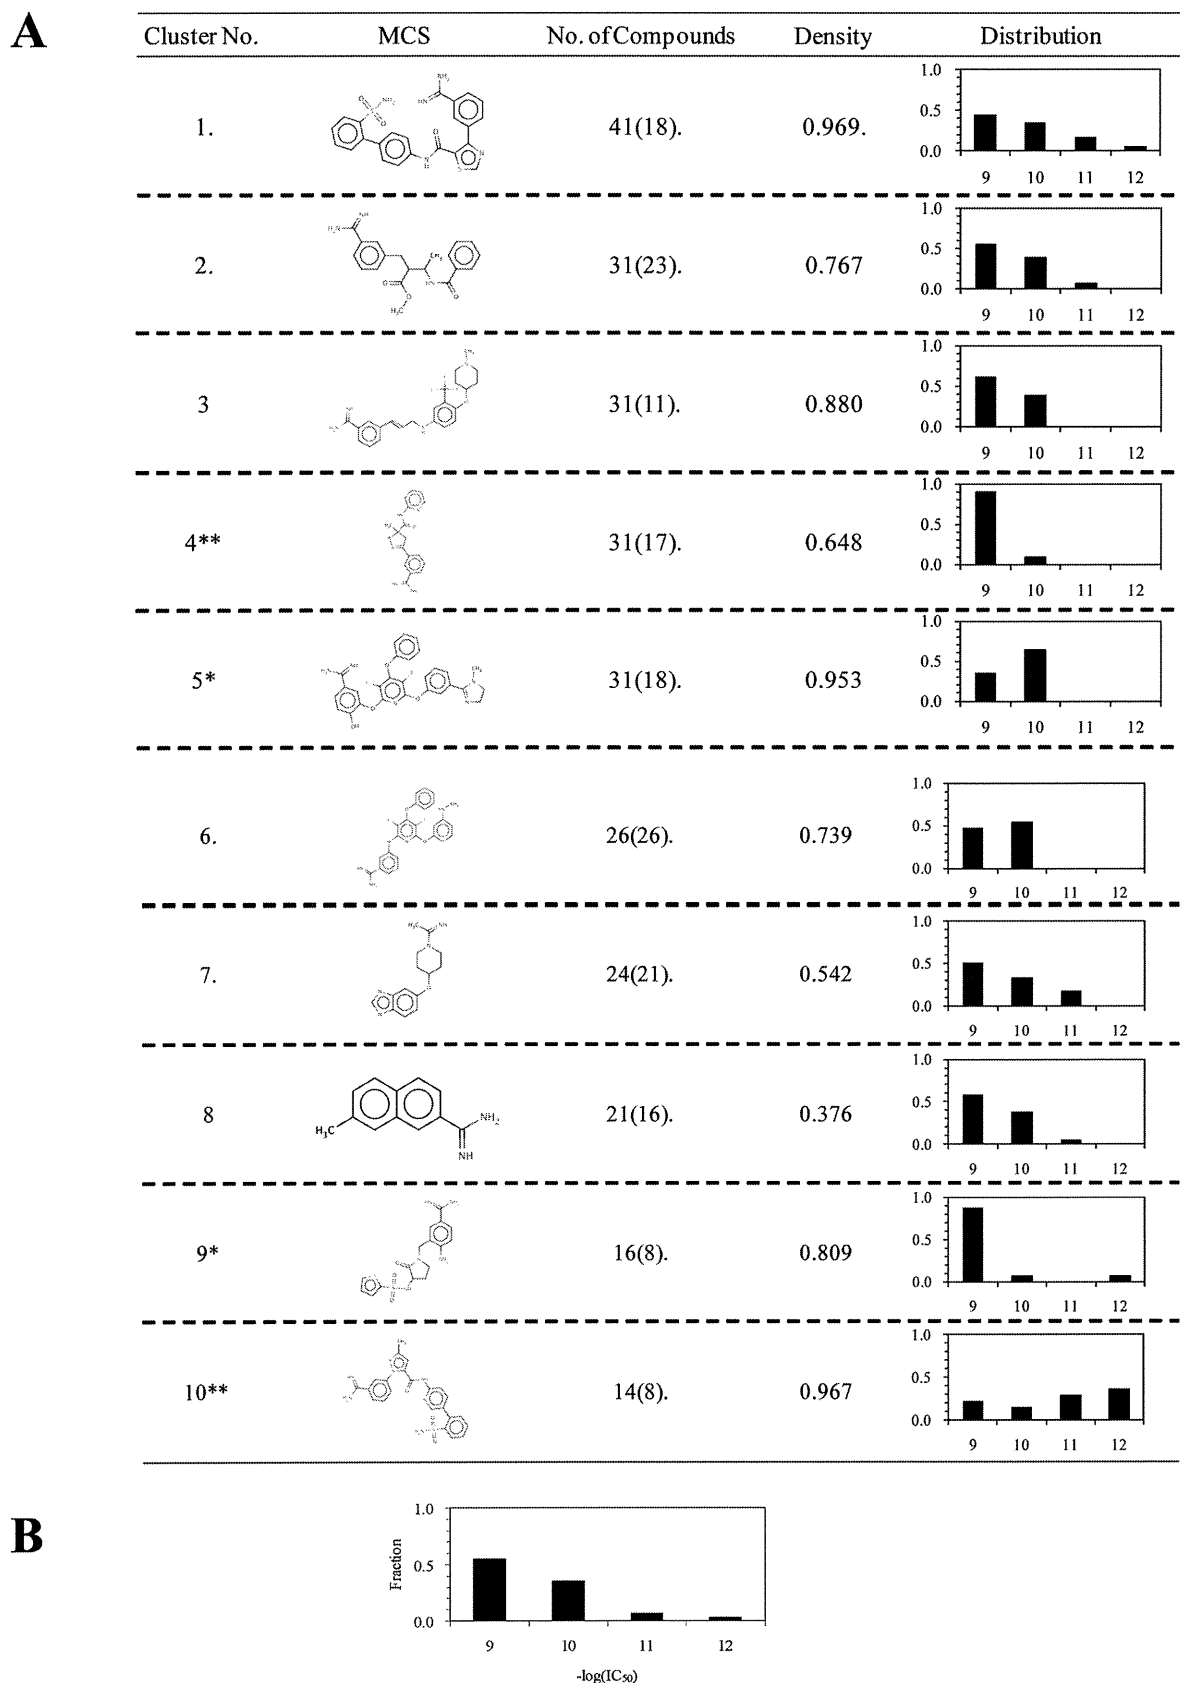 A
Cluster No. MCS No. of Compounds Density Distribution
1. 41(18). 0.969.
1.0
0.5
0.0
9 10 11 12
2. 31(23). 0.767
1.0
0.5
0.0
9 10 11 12
3 31(11). 0.880
1.0
0.5
0.0
9 10 11 12
4** 31(17). 0.648
1.0
0.5
0.0
9 10 11 12
5* 31(18). 0.953
1.0
0.5
0.0
9 10 11 12
6. 26(26). 0.739
1.0
0.5
0.0
9 10 11 12
7. 24(21). 0.542
1.0
0.5
0.0
9 10 11 12
8 21(16). 0.376
H₃C NH₂
NH
1.0
0.5
0.0
9 10 11 12
9* 16(8). 0.809
1.0
0.5
0.0
9 10 11 12
10** 14(8). 0.967
1.0
0.5
0.0
9 10 11 12
B
Fraction
1.0
0.5
0.0
9 10 11 12
-log(IC₅₀)